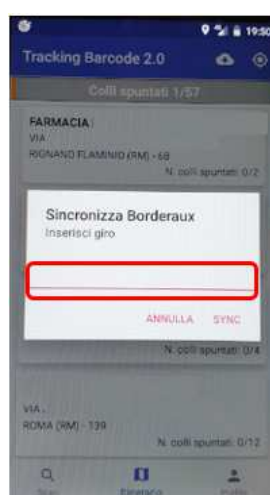 19:50
Tracking Barcode 2.0
Colli spuntati 1/57
FARMACIA
VIA
RIGNANO FLAMINIO (RM) - 68
N. colli spuntati: 0/2
Sincronizza Borderaux
Inserisci giro
ANNULLA SYNC
N. colli spuntati: 0/4
VIA.
ROMA (RM) - 139
N. colli spuntati: 0/12